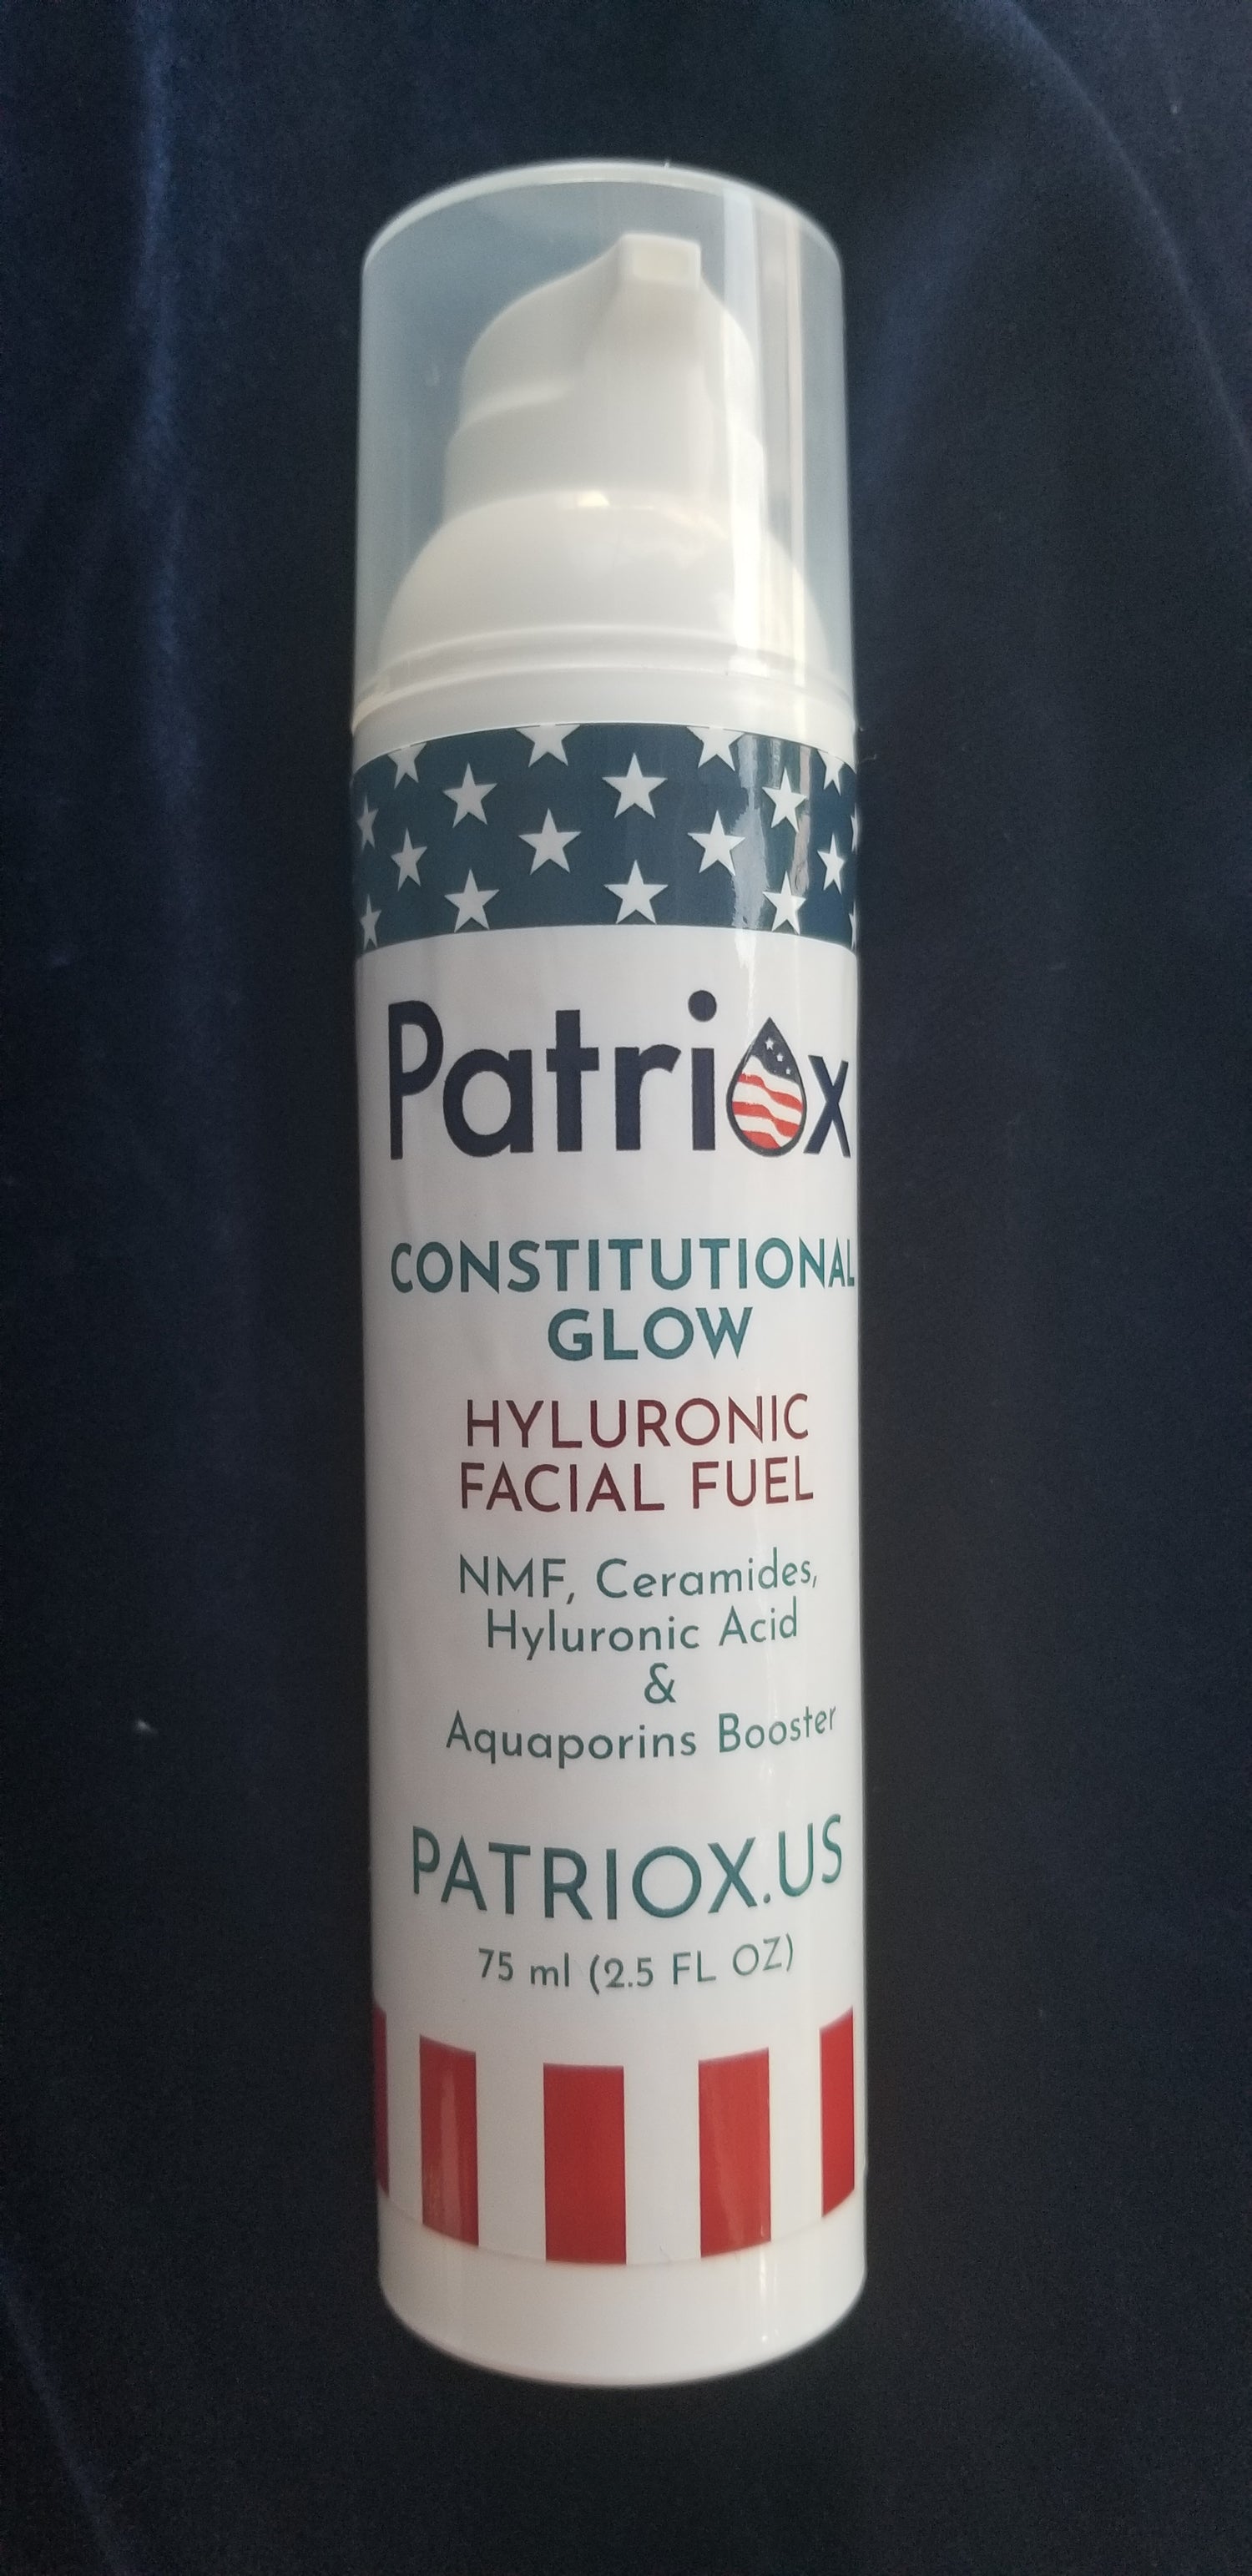 Patriox
CONSTITUTIONAL
GLOW
HYLURONIC
FACIAL FUEL
NMF, Ceramides,
Hyluronic Acid
&
Aquaporins Booster
PATRIOX.US
75 ml (2.5 FL OZ)